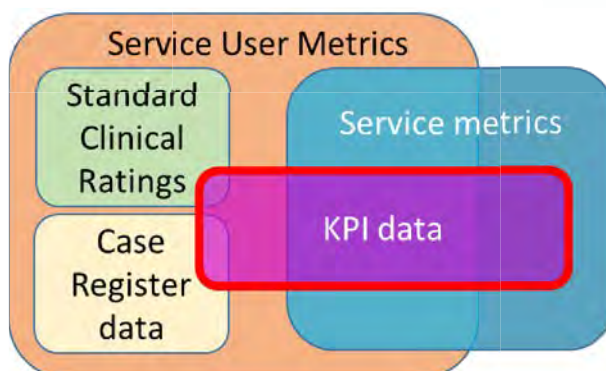 Service User Metrics
Standard
Clinical
Ratings
Service metrics
KPI data
Case
Register
data